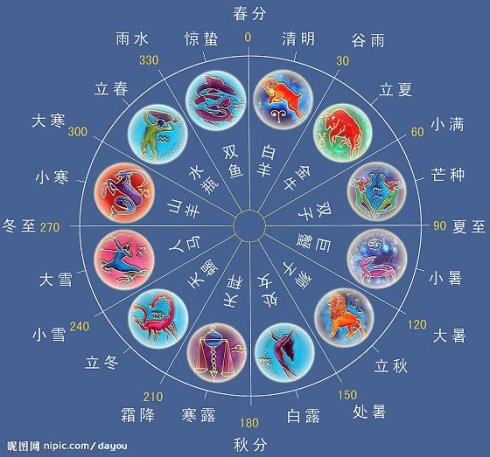 春分
0
清明
谷雨
30
立夏
小满
60
芒种
90
夏至
小暑
120
大暑
立秋
150
处暑
白露
180
秋分
寒露
霜降
210
立冬
小雪
240
大雪
冬至
270
小寒
300
大寒
立春
330
雨水
惊蛰
白羊
金牛
双子
巨蟹
狮子
处女
天秤
天蝎
人马
山羊
水瓶
双鱼
昵图网 nipic.com/dayou